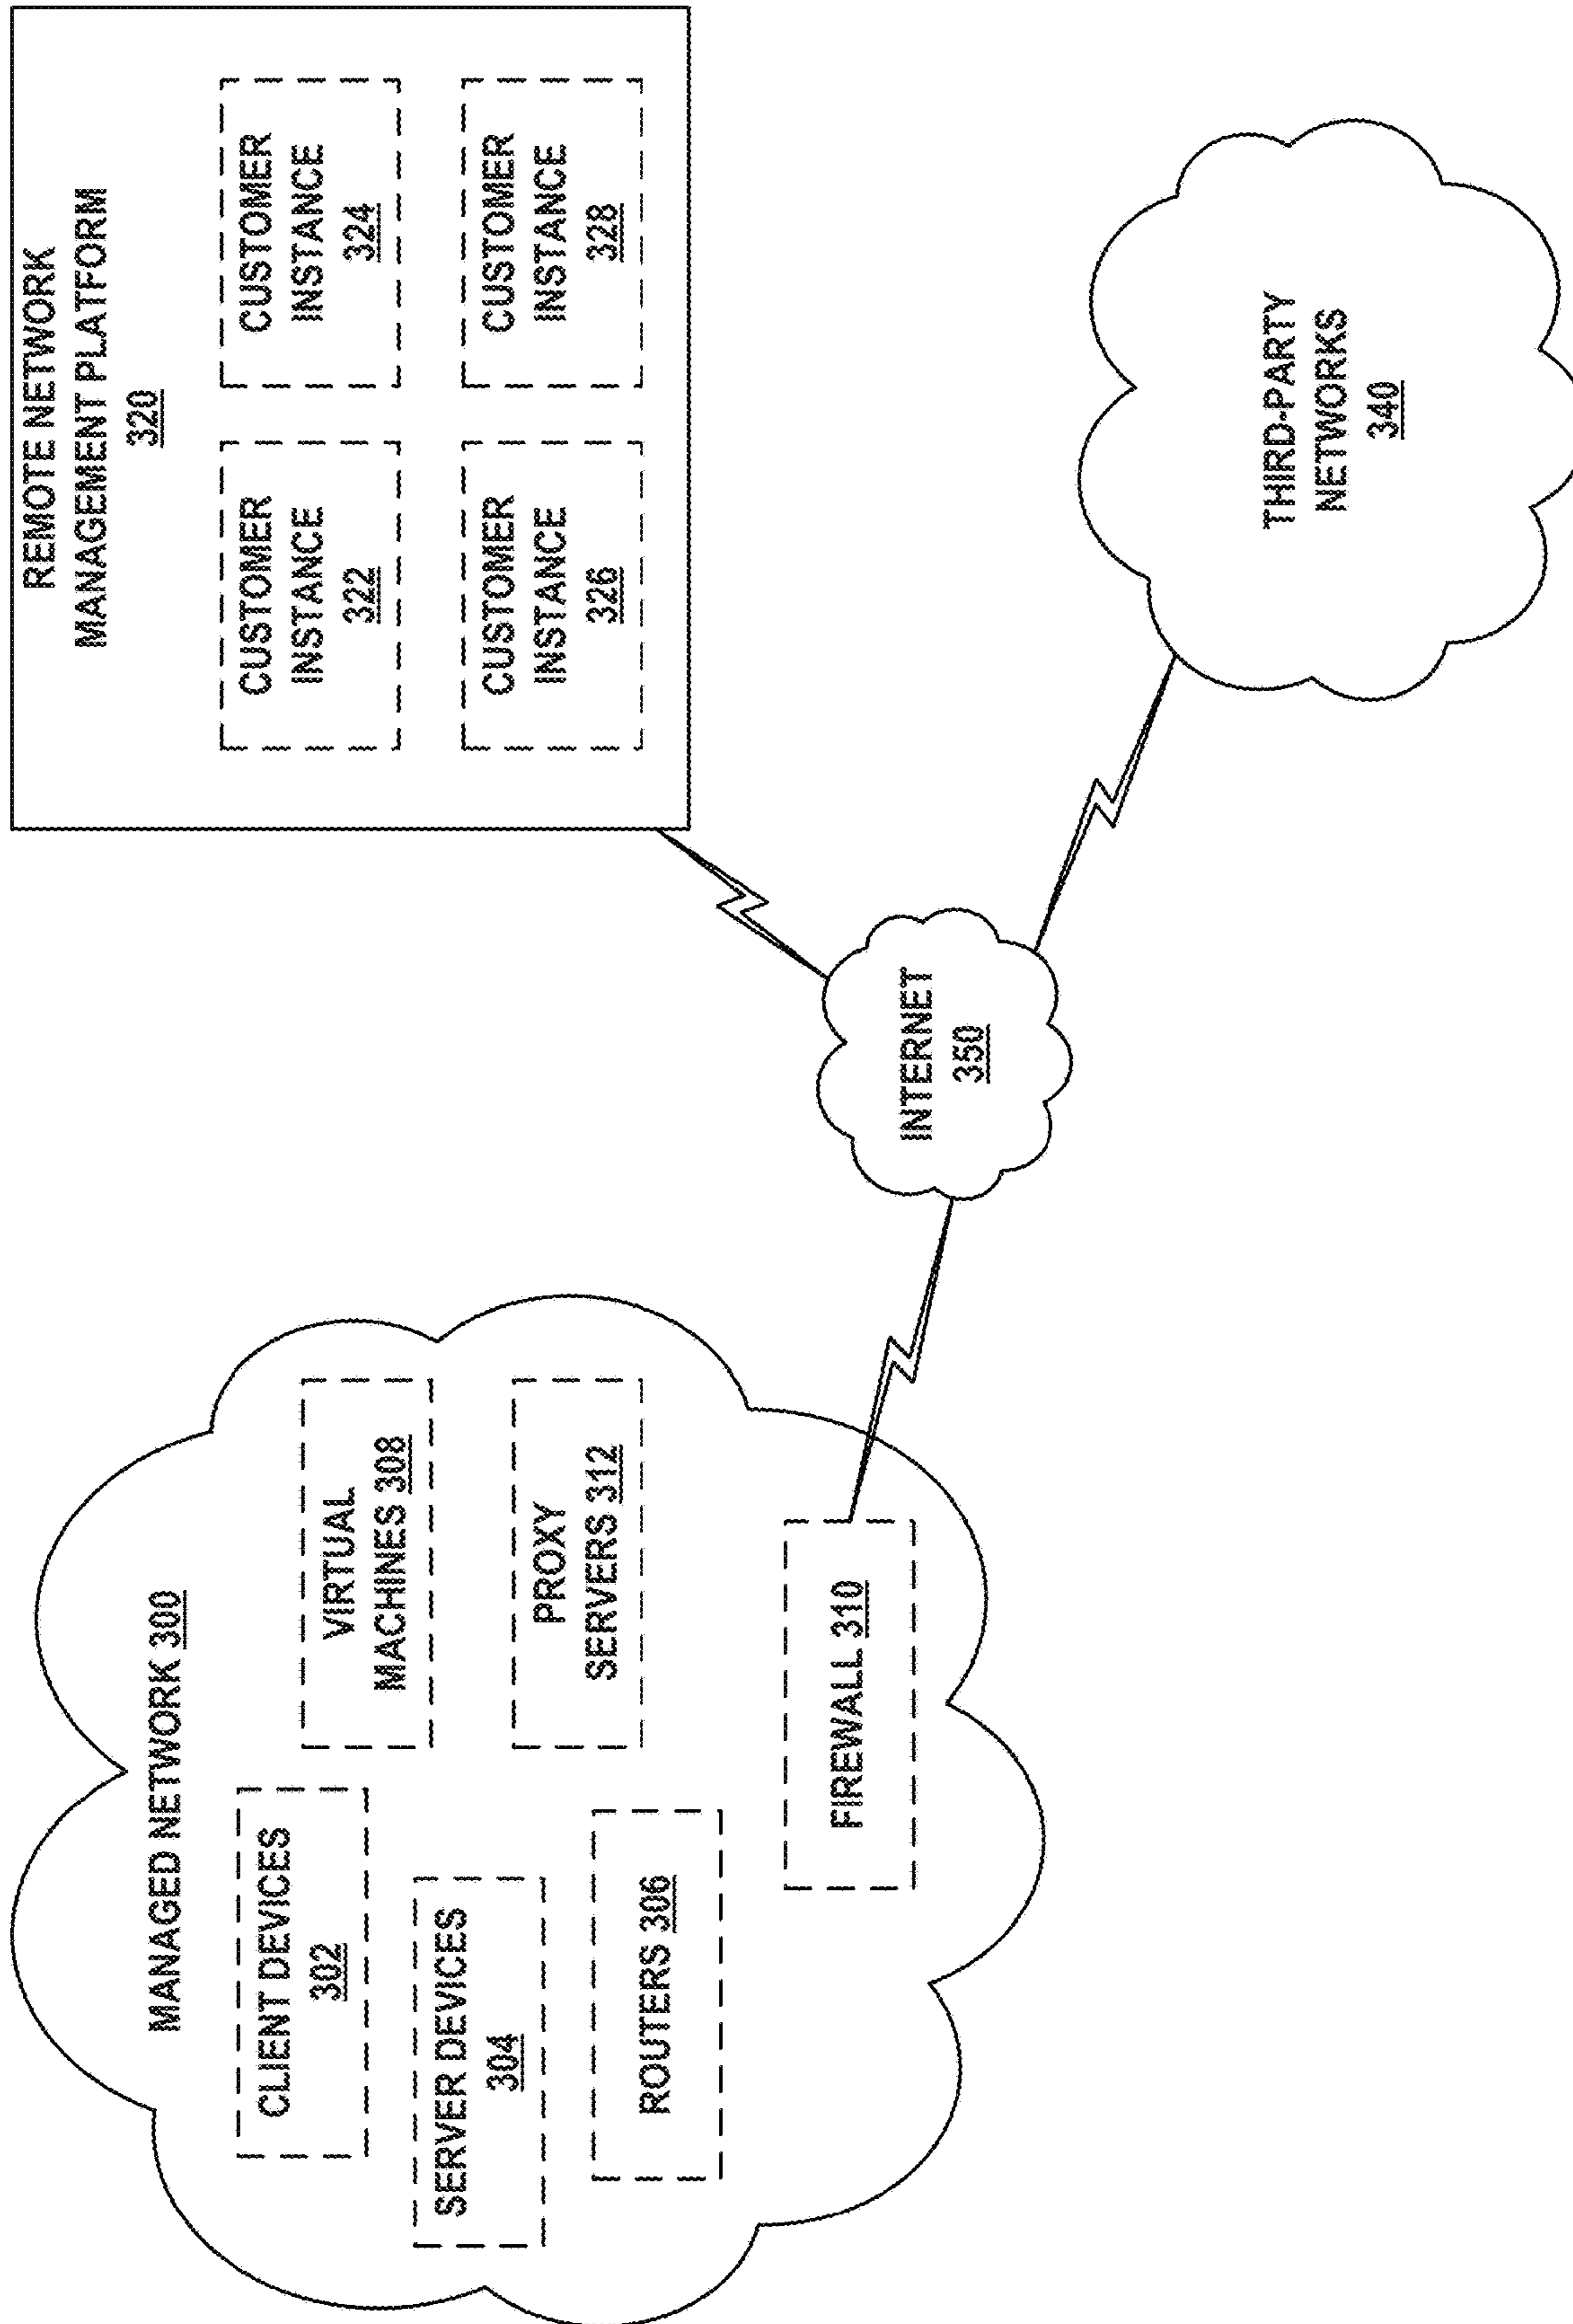 MANAGED NETWORK 300
CLIENT DEVICES
302
SERVER DEVICES
304
ROUTERS 306
VIRTUAL
MACHINES 308
PROXY
SERVERS 312
FIREWALL 310
INTERNET
350
REMOTE NETWORK
MANAGEMENT PLATFORM
320
CUSTOMER
INSTANCE
322
CUSTOMER
INSTANCE
324
CUSTOMER
INSTANCE
326
CUSTOMER
INSTANCE
328
THIRD-PARTY
NETWORKS
340